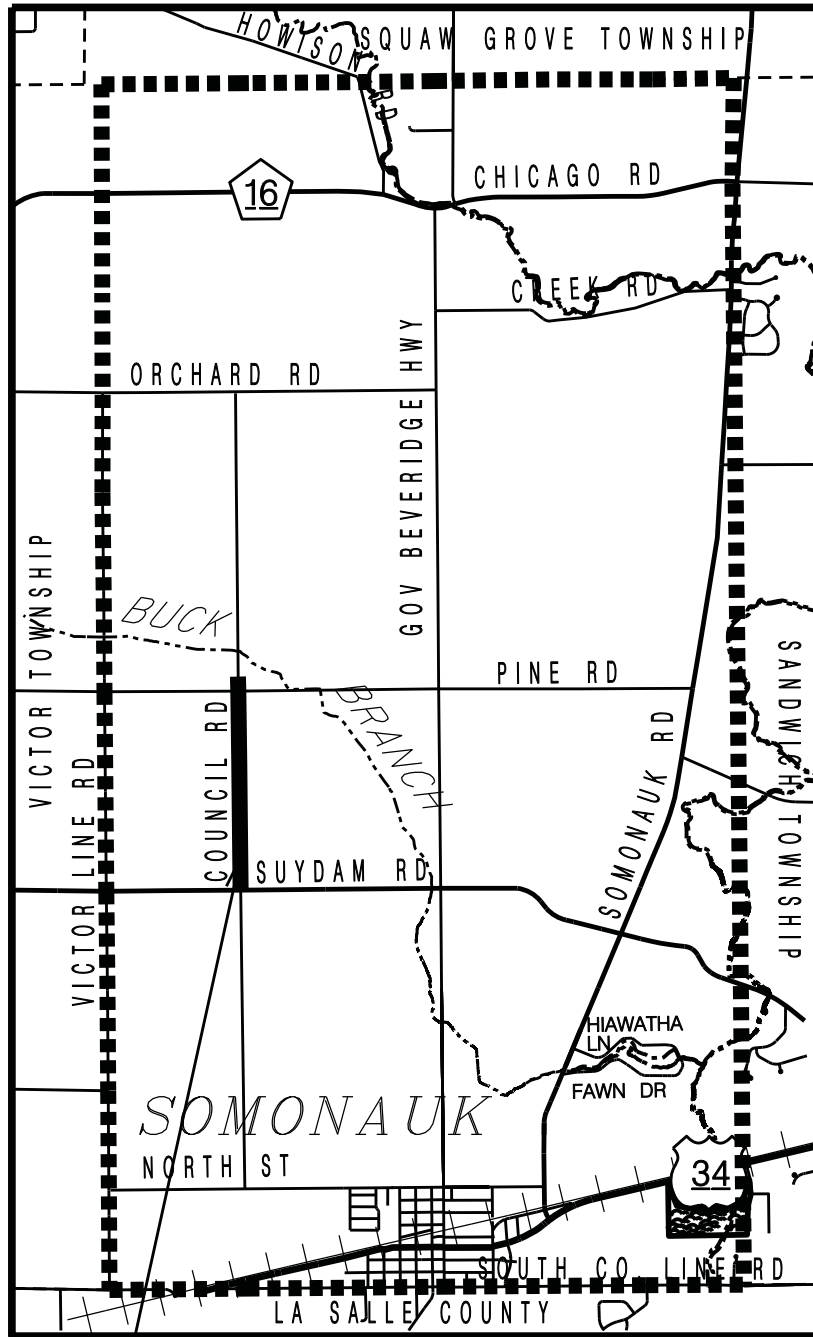 HOWISON RD
SQUAW GROVE TOWNSHIP
16
CHICAGO RD
CREEK RD
GOV BEVERIDGE HWY
ORCHARD RD
VICTOR TOWNSHIP
BUCK BRANCH
PINE RD
SANDWICH TOWNSHIP
COUNCIL RD
SOMONAUK RD
VICTOR LINE RD
SUYDAM RD
HIAWATHA
LN
FAWN DR
SOMONAUK
NORTH ST
34
SOUTH CO. LINE RD
LA SALLE COUNTY